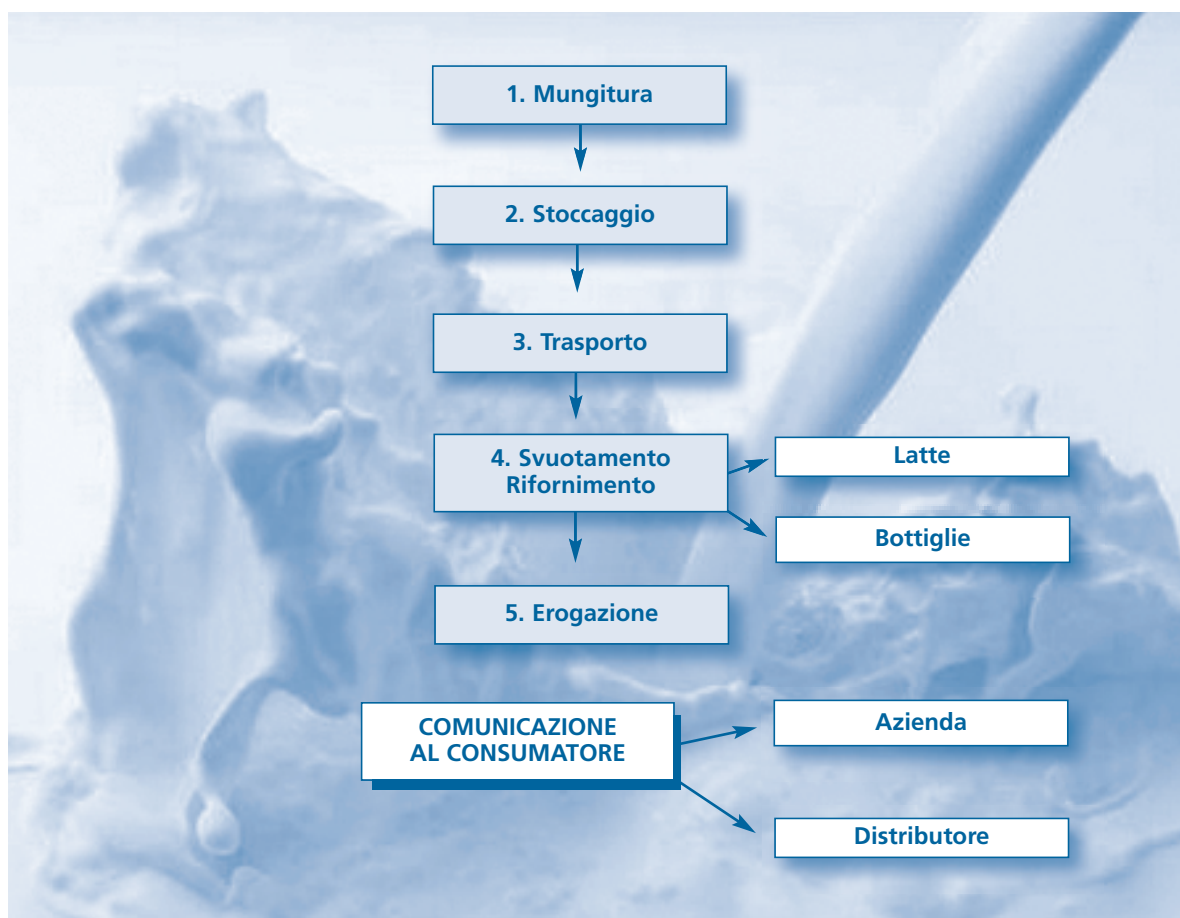 1. Mungitura
2. Stoccaggio
3. Trasporto
4. Svuotamento
Rifornimento
Latte
Bottiglie
5. Erogazione
COMUNICAZIONE
AL CONSUMATORE
Azienda
Distributore